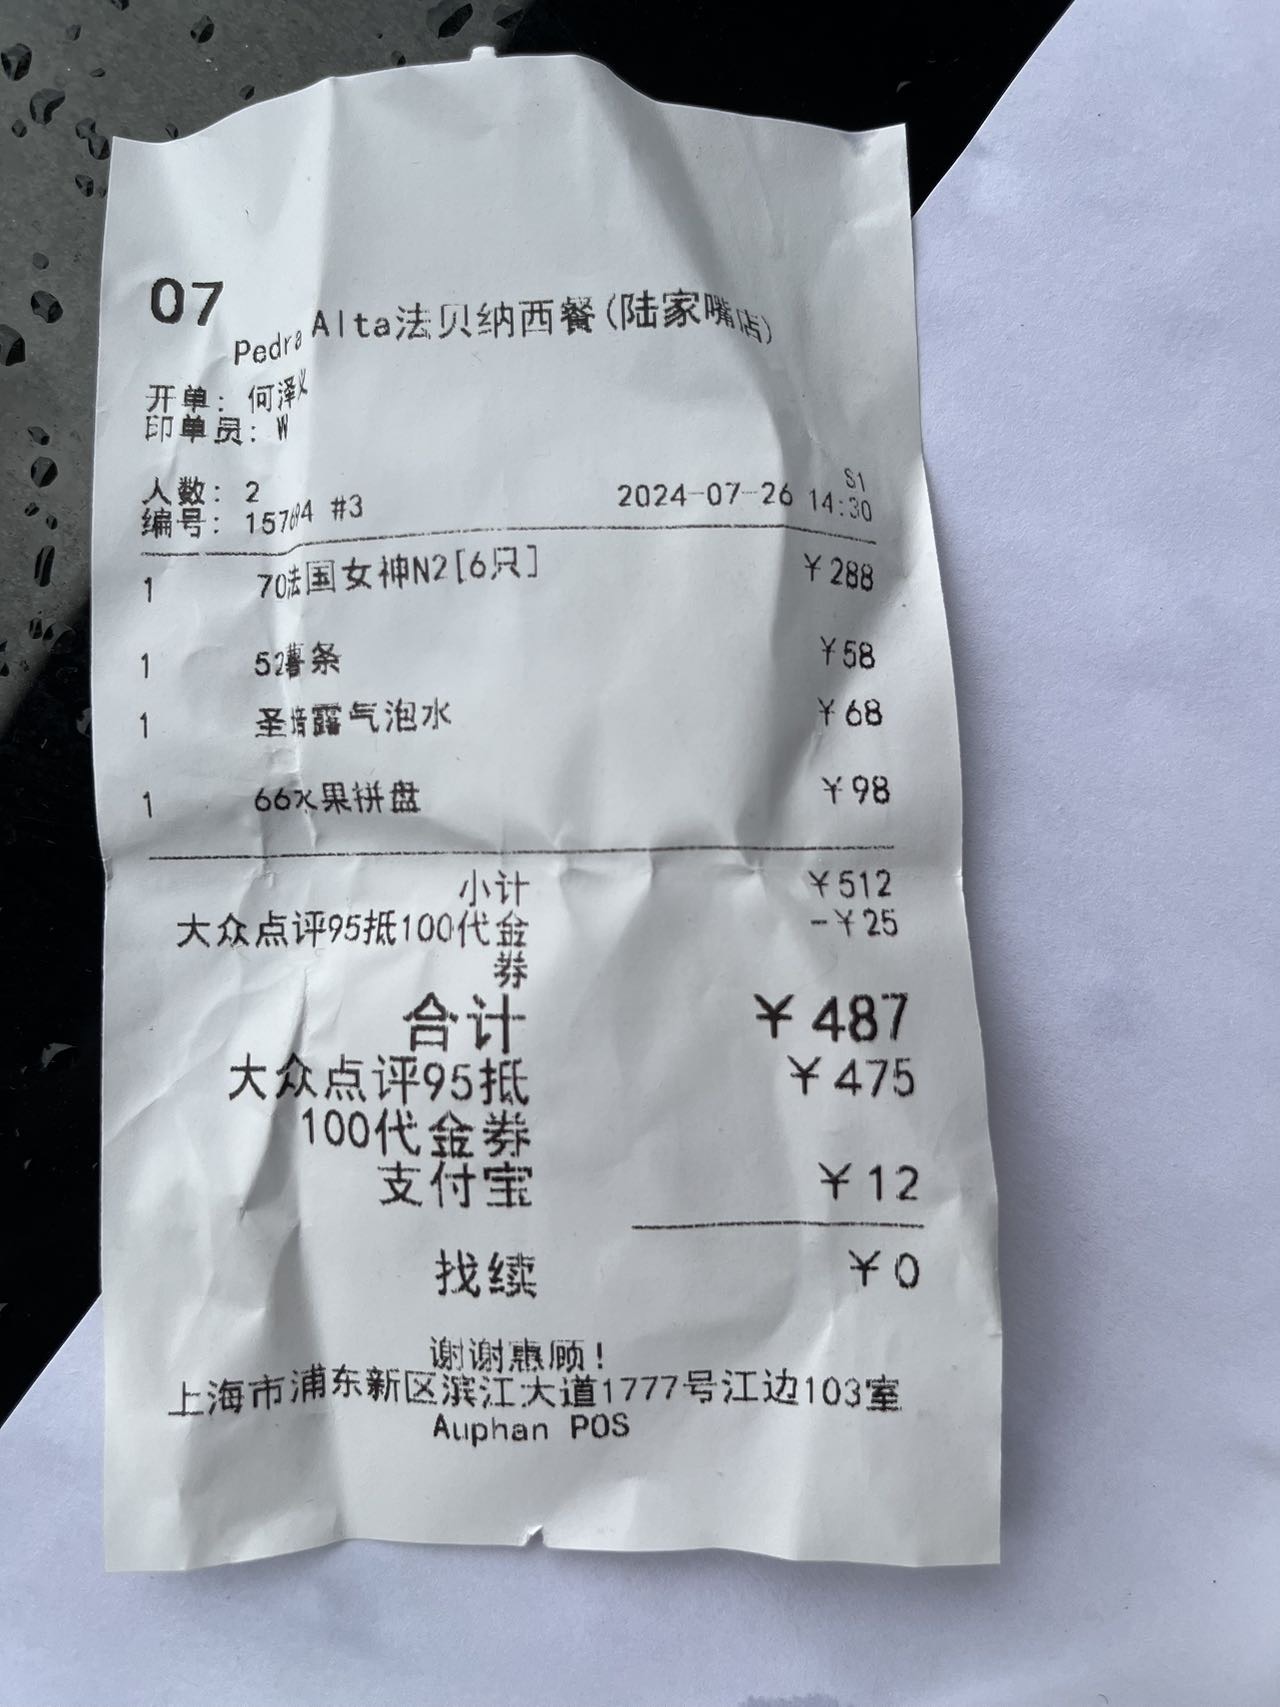 07
Pedra Alta法贝纳西餐(陆家嘴店)
开单: 何泽义
印单员: W
S1
人数: 2
编号: 157694 #3 2024-07-26 14:30
1 70法国女神N2[6只] ¥288
1 52薯条 ¥58
1 圣培露气泡水 ¥68
1 66水果拼盘 ¥98
小计 ¥512
大众点评95抵100代金 -¥25
券
合计 ¥487
大众点评95抵 ¥475
100代金券
支付宝 ¥12
找续 ¥0
谢谢惠顾!
上海市浦东新区滨江大道1777号江边103室
Auphan POS